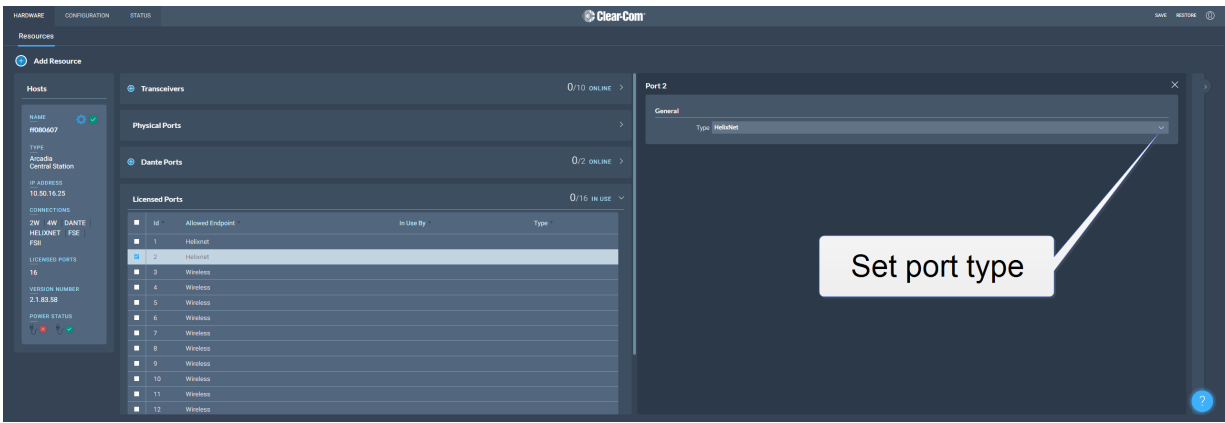 HARDWARE CONFIGURATION STATUS Clear-Com SAVE RESTORE
Resources
Add Resource
Hosts
NAME
ff080607
TYPE
Arcadia
Central Station
IP ADDRESS
10.50.16.25
CONNECTIONS
2W 4W DANTE
HELIXNET FSE
FSII
LICENSED PORTS
16
VERSION NUMBER
2.1.83.58
POWER STATUS
Transceivers 0/10 ONLINE
Physical Ports
Dante Ports 0/2 ONLINE
Licensed Ports 0/16 IN USE
Id Allowed Endpoint In Use By Type
1 Helixnet
2 Helixnet
3 Wireless
4 Wireless
5 Wireless
6 Wireless
7 Wireless
8 Wireless
9 Wireless
10 Wireless
11 Wireless
12 Wireless
Port 2
General
Type HelixNet
Set port type
?